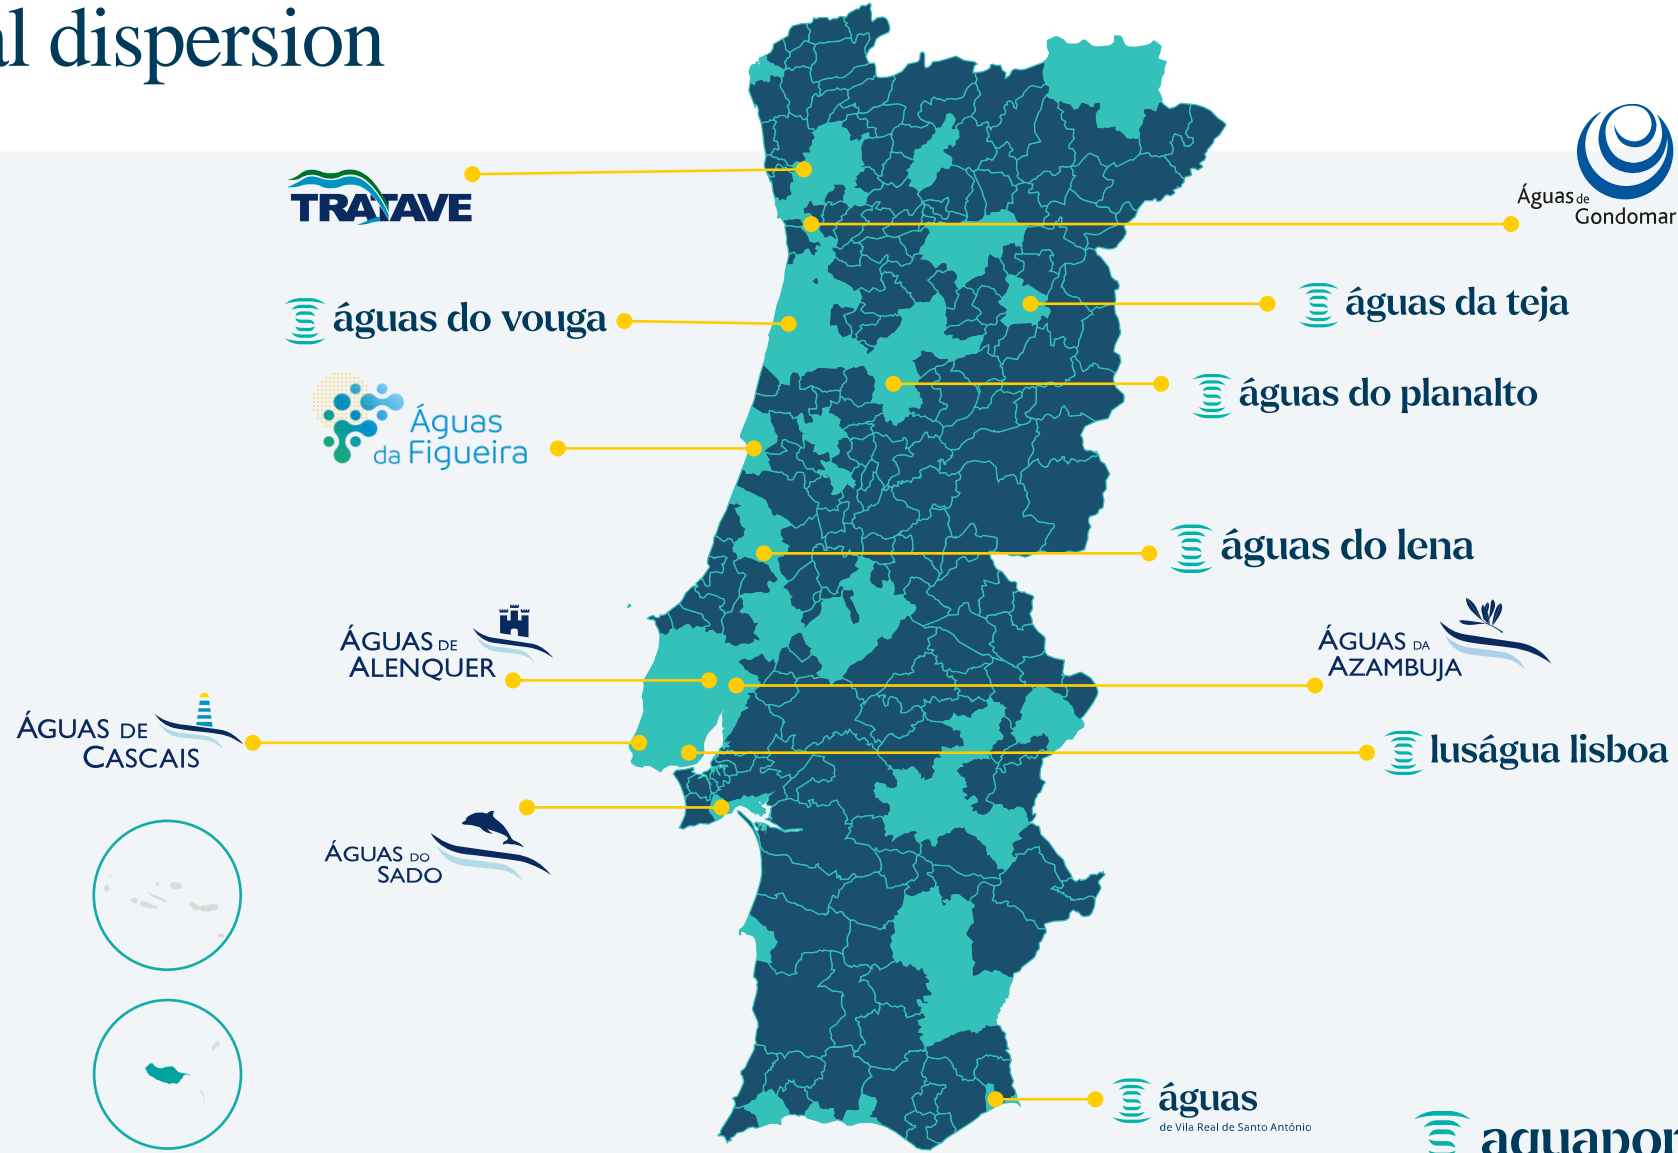 al dispersion
TRATAVE
Águas de
Gondomar
águas do vouga
águas da teja
águas do planalto
Águas
da Figueira
águas do lena
ÁGUAS DE
ALENQUER
ÁGUAS DA
AZAMBUJA
ÁGUAS DE
CASCAIS
luságua lisboa
ÁGUAS DO
SADO
águas
de Vila Real de Santo António
aquapor